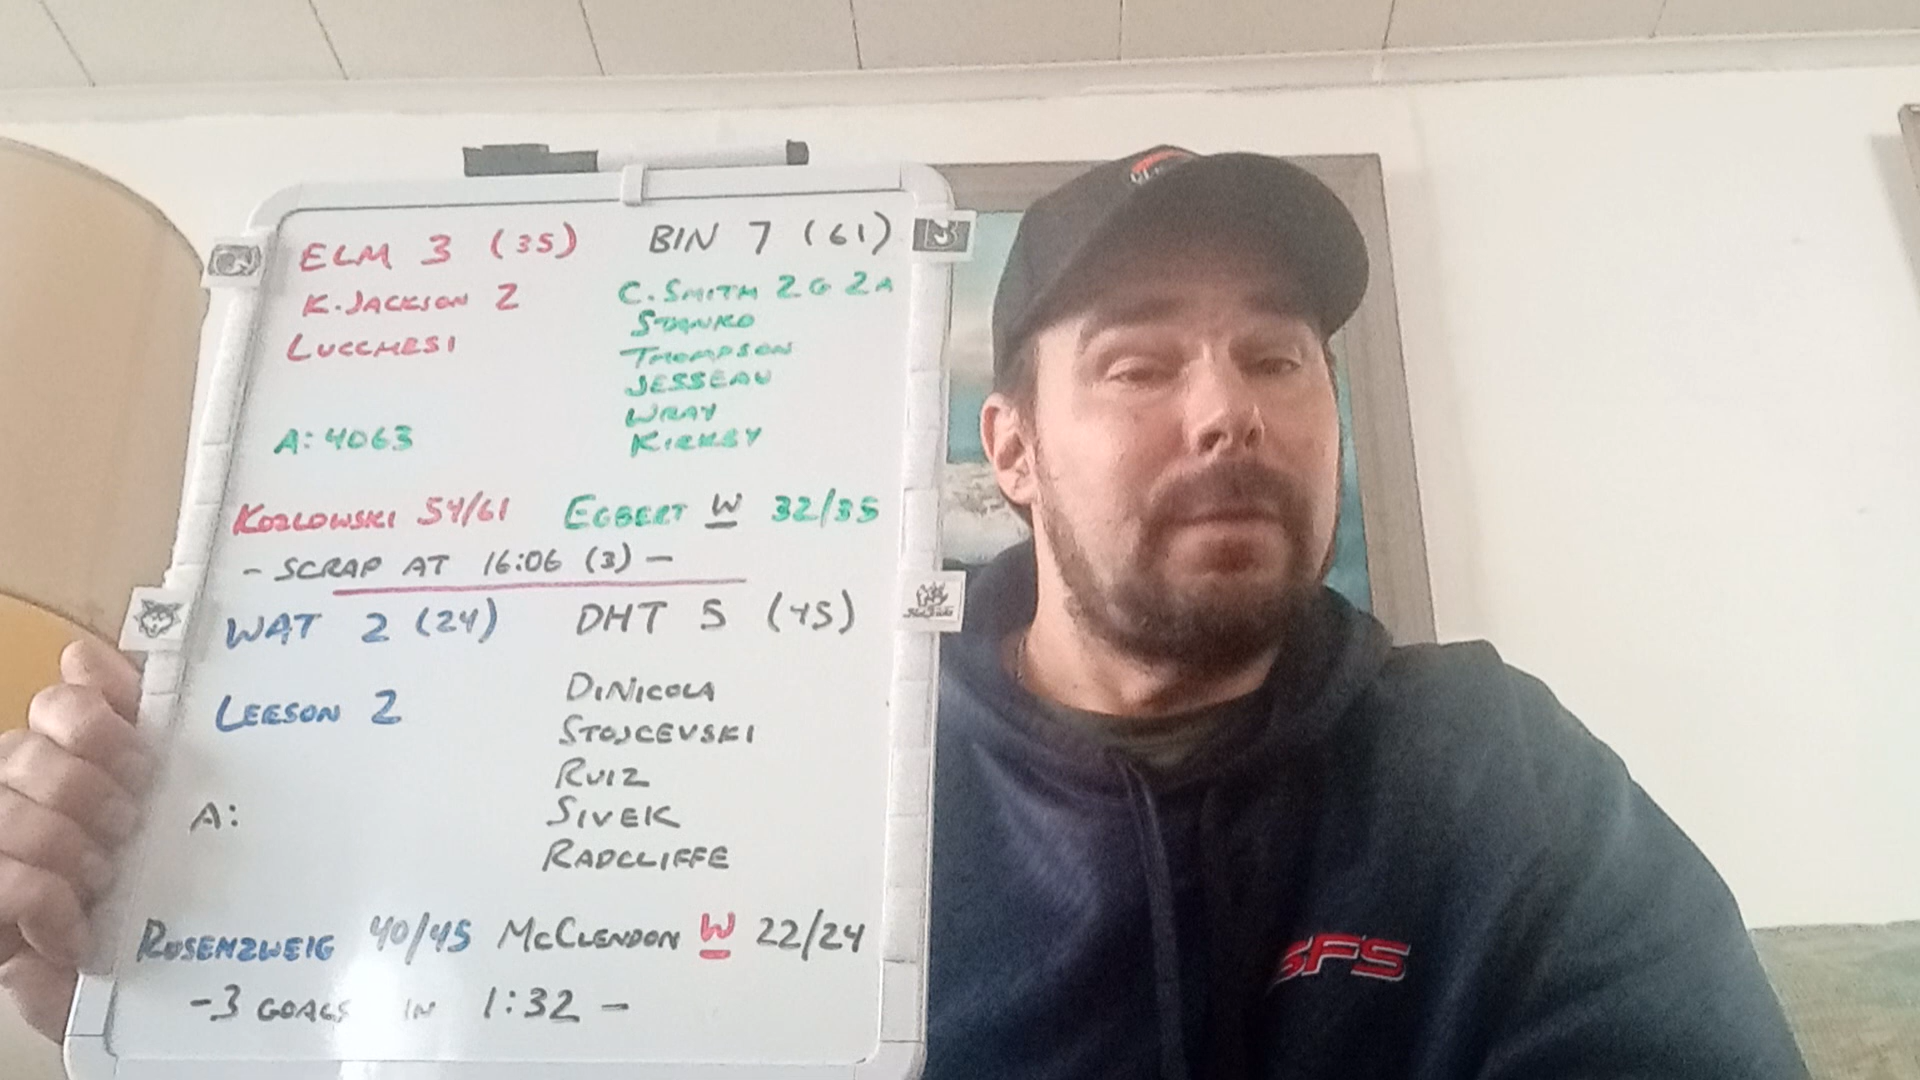 ELM 3 (35) BIN 7 (61)
K. JACKSON 2 C. SMITH 2G 2A
LUCCHESI STANKO
THOMPSON
JESSEAU
WRAY
A: 4063 KIRKBY
KOZLOWSKI 54/61 EGBERT W 32/35
- SCRAP AT 16:06 (3) -
WAT 2 (24) DHT 5 (45)
LEESON 2 DINICOLA
STOJCEVSKI
RUIZ
A: SIVEK
RADCLIFFE
ROSENZWEIG 40/45 MCCLENDON W 22/24
-3 GOALS IN 1:32 -
SFS